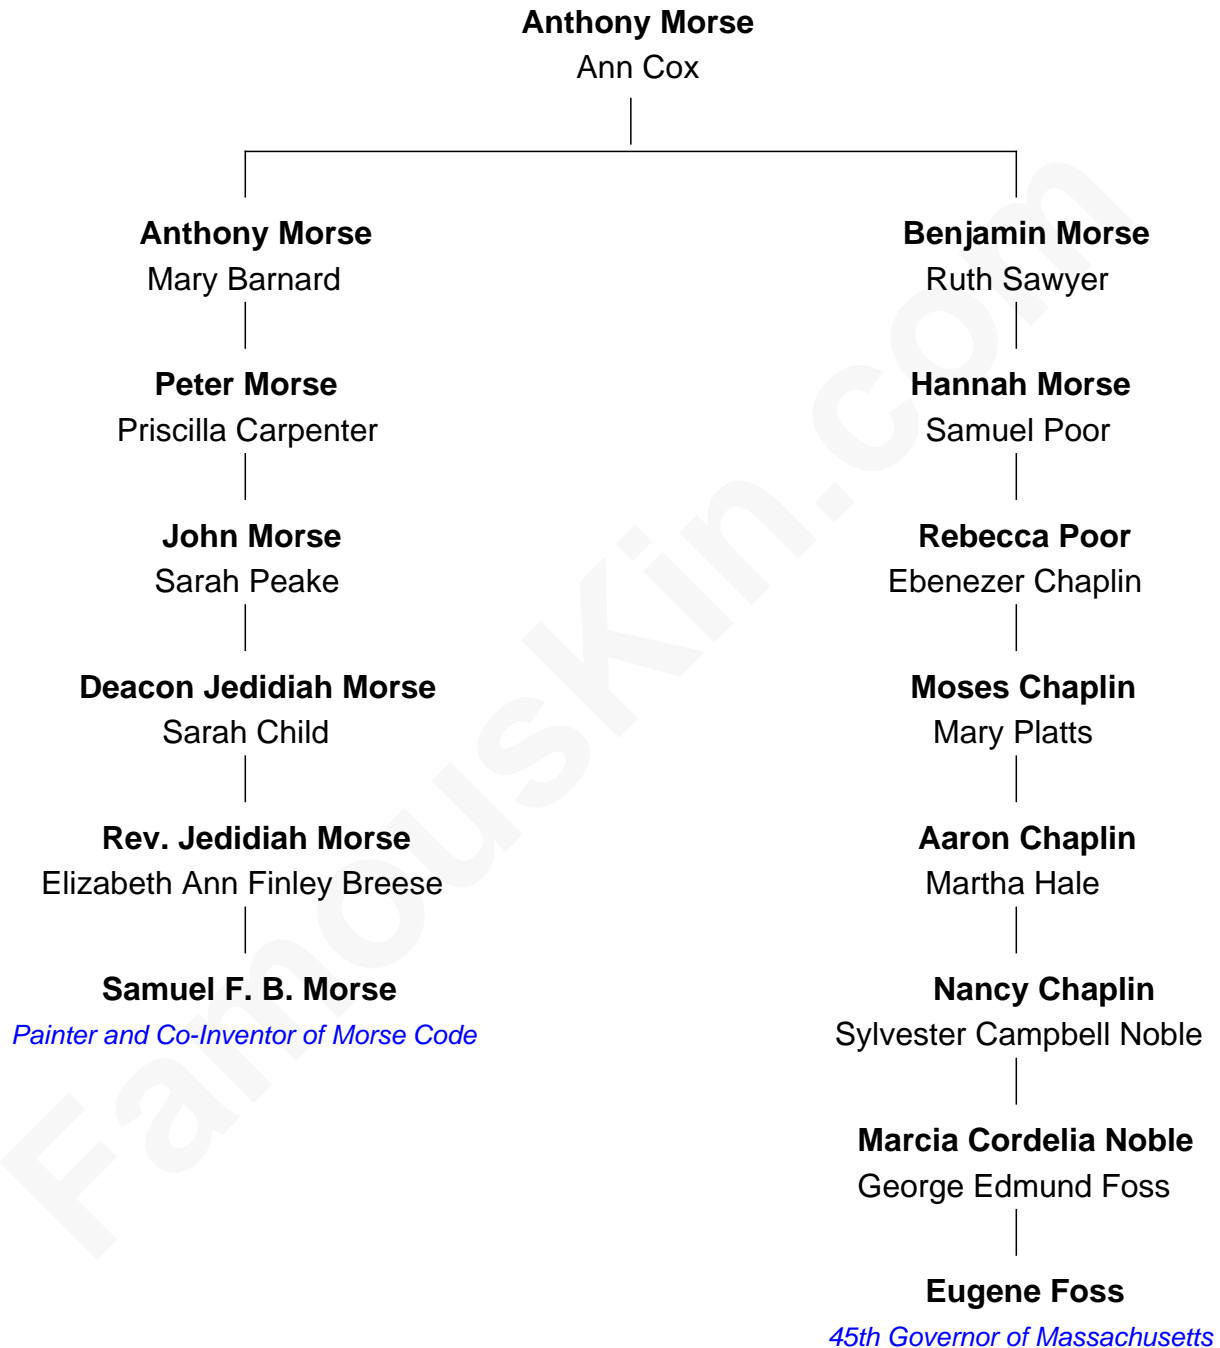 Anthony Morse
Ann Cox
Anthony Morse
Mary Barnard
Peter Morse
Priscilla Carpenter
John Morse
Sarah Peake
Deacon Jedidiah Morse
Sarah Child
Rev. Jedidiah Morse
Elizabeth Ann Finley Breese
Samuel F. B. Morse
Painter and Co-Inventor of Morse Code
Benjamin Morse
Ruth Sawyer
Hannah Morse
Samuel Poor
Rebecca Poor
Ebenezer Chaplin
Moses Chaplin
Mary Platts
Aaron Chaplin
Martha Hale
Nancy Chaplin
Sylvester Campbell Noble
Marcia Cordelia Noble
George Edmund Foss
Eugene Foss
45th Governor of Massachusetts
FamousKin.com